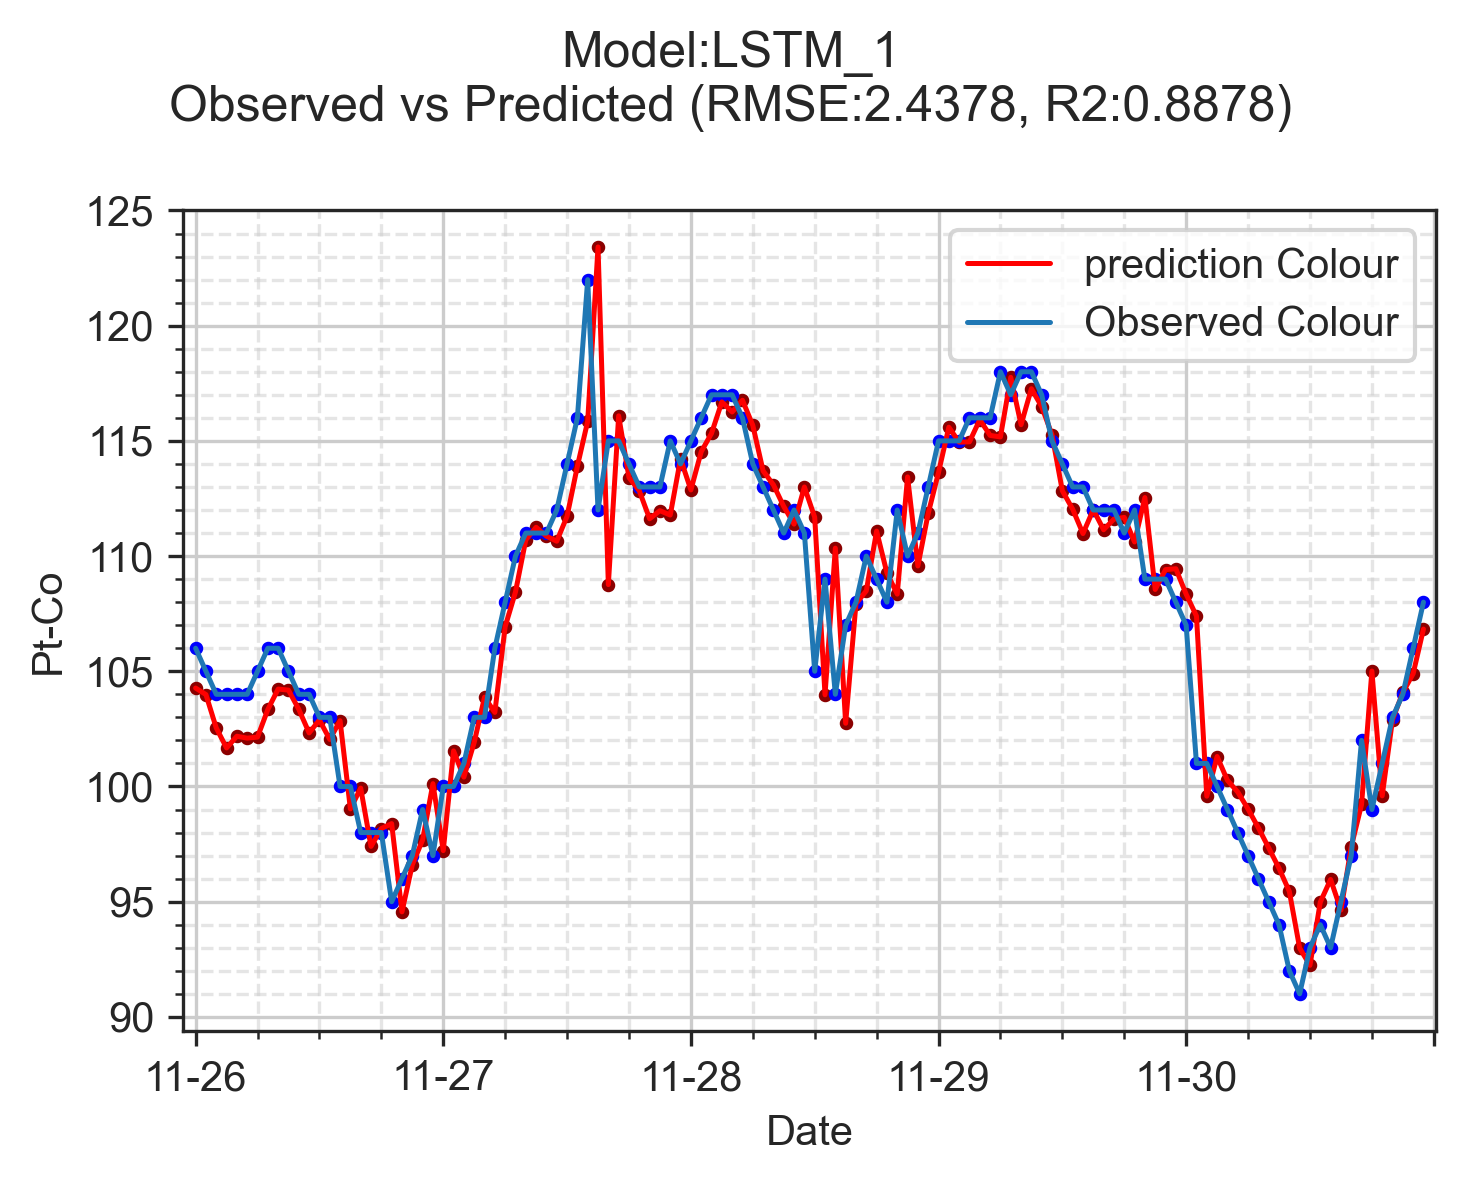 Model:LSTM_1
Observed vs Predicted (RMSE:2.4378, R2:0.8878)
125
120
115
110
105
100
95
90
Pt-Co
prediction Colour
Observed Colour
11-26 11-27 11-28 11-29 11-30
Date